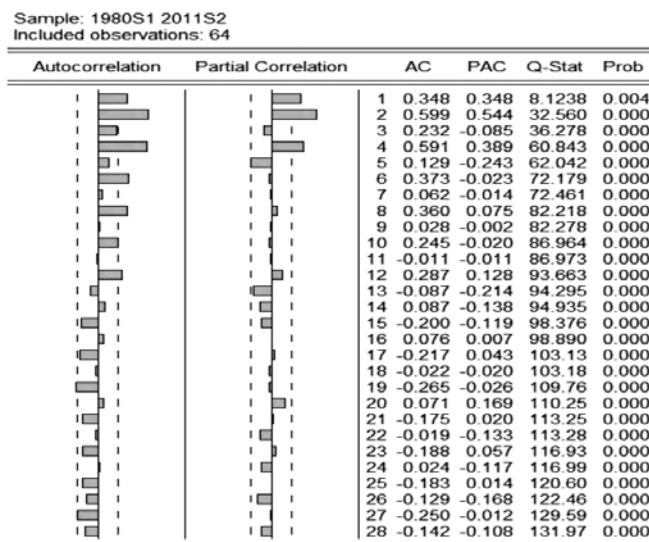 Sample: 1980S1 2011S2
Included observations: 64
Autocorrelation Partial Correlation AC PAC Q-Stat Prob
1 0.348 0.348 8.1238 0.004
2 0.599 0.544 32.560 0.000
3 0.232 -0.085 36.278 0.000
4 0.591 0.389 60.843 0.000
5 0.129 -0.243 62.042 0.000
6 0.373 -0.023 72.179 0.000
7 0.062 -0.014 72.461 0.000
8 0.360 0.075 82.218 0.000
9 0.028 -0.002 82.278 0.000
10 0.245 -0.020 86.964 0.000
11 -0.011 -0.011 86.973 0.000
12 0.287 0.128 93.663 0.000
13 -0.087 -0.214 94.295 0.000
14 0.087 -0.138 94.935 0.000
15 -0.200 -0.119 98.376 0.000
16 0.076 0.007 98.890 0.000
17 -0.217 0.043 103.13 0.000
18 -0.022 -0.020 103.18 0.000
19 -0.265 -0.026 109.76 0.000
20 0.071 0.169 110.25 0.000
21 -0.175 0.020 113.25 0.000
22 -0.019 -0.133 113.28 0.000
23 -0.188 0.057 116.93 0.000
24 0.024 -0.117 116.99 0.000
25 -0.183 0.014 120.60 0.000
26 -0.129 -0.168 122.46 0.000
27 -0.250 -0.012 129.59 0.000
28 -0.142 -0.108 131.97 0.000